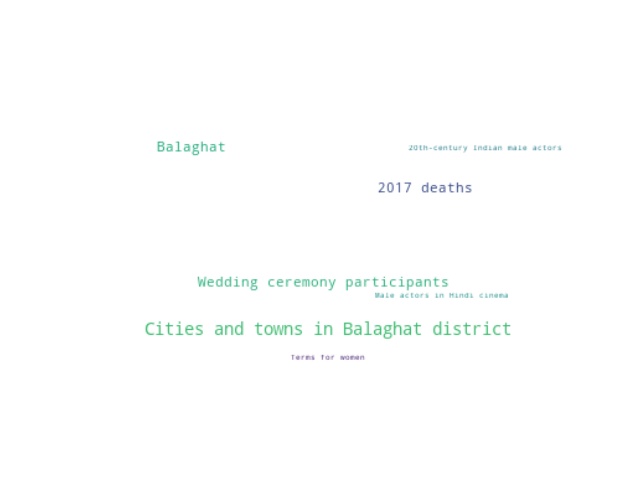 Balaghat
20th-century Indian male actors
2017 deaths
Wedding ceremony participants
Male actors in Hindi cinema
Cities and towns in Balaghat district
Terms for women